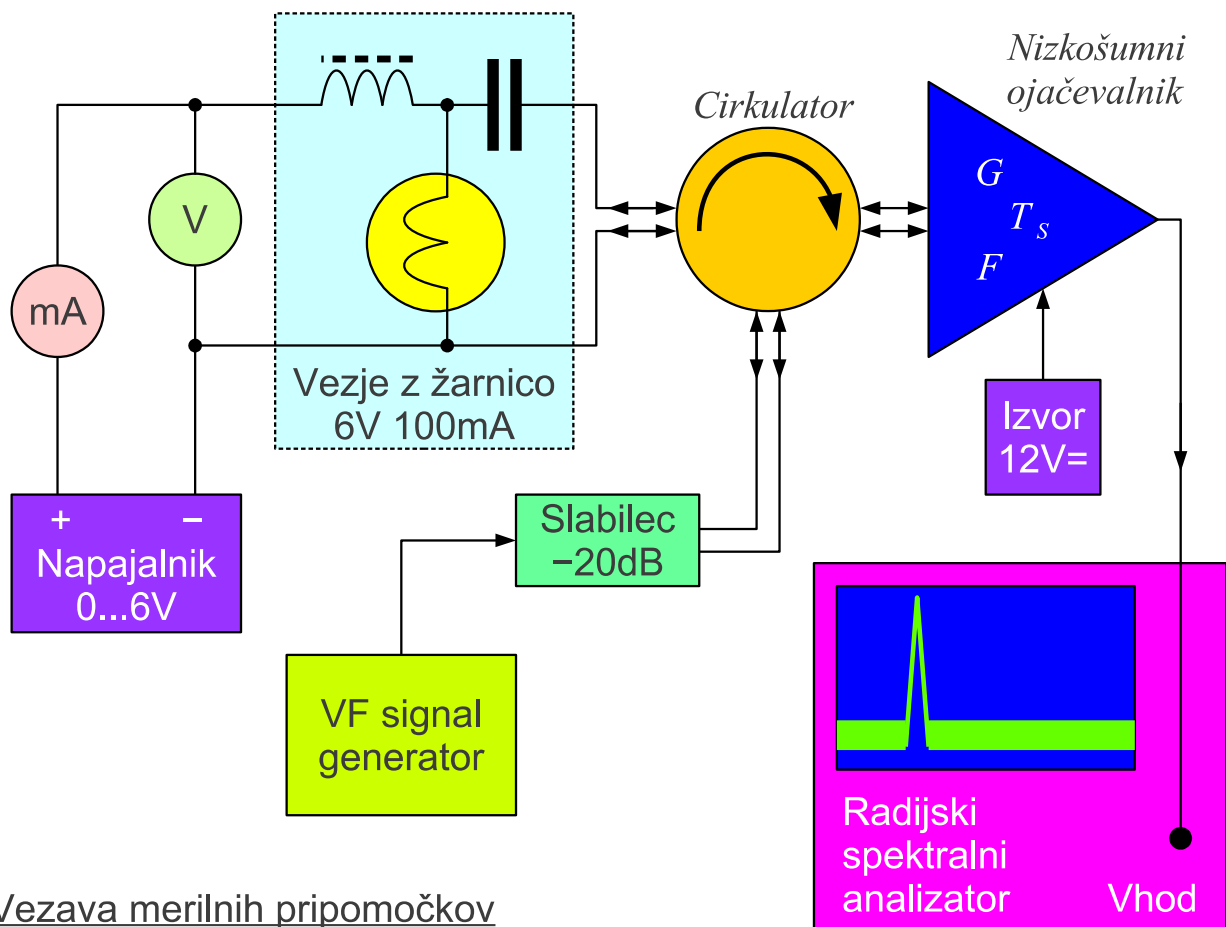 Nizkošumni
ojačevalnik
Cirkulator
G
T S
F
V
mA
Vezje z žarnico
6V 100mA
Izvor
12V=
+ −
Napajalnik
0...6V
Slabilec
−20dB
VF signal
generator
Radijski
spektralni
analizator
Vhod
Vezava merilnih pripomočkov